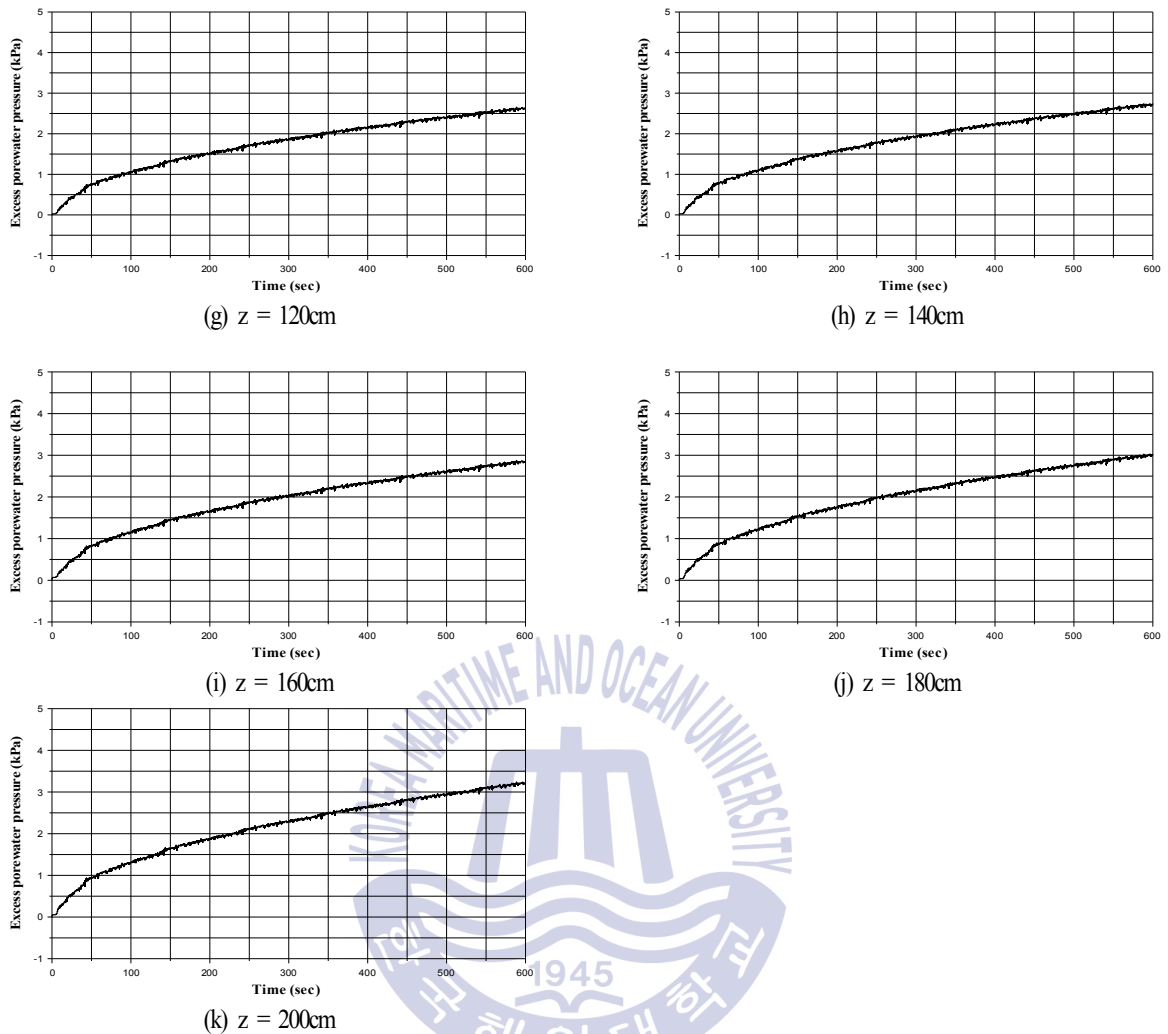 Excess porewater pressure (kPa)
5
4
3
2
1
0
-1
0 100 200 300 400 500 600
Time (sec)
(g) z = 120cm
Excess porewater pressure (kPa)
5
4
3
2
1
0
-1
0 100 200 300 400 500 600
Time (sec)
(h) z = 140cm
Excess porewater pressure (kPa)
5
4
3
2
1
0
-1
0 100 200 300 400 500 600
Time (sec)
(i) z = 160cm
Excess porewater pressure (kPa)
5
4
3
2
1
0
-1
0 100 200 300 400 500 600
Time (sec)
(j) z = 180cm
Excess porewater pressure (kPa)
5
4
3
2
1
0
-1
0 100 200 300 400 500 600
Time (sec)
(k) z = 200cm
KOREA MARITIME AND OCEAN UNIVERSITY
1945